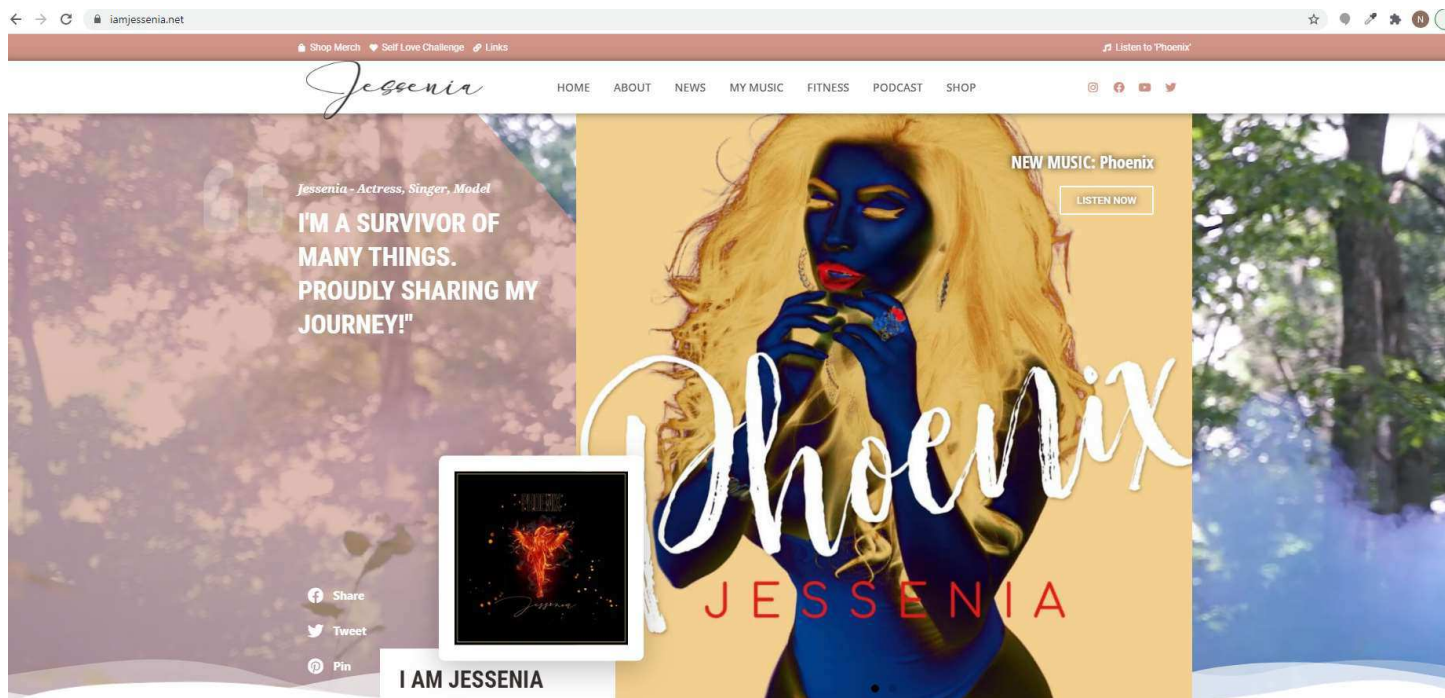 iamjessenia.net
Shop Merch Self Love Challenge Links
Listen to 'Phoenix'
Jessenia
HOME ABOUT NEWS MY MUSIC FITNESS PODCAST SHOP
Jessenia - Actress, Singer, Model
I'M A SURVIVOR OF
MANY THINGS.
PROUDLY SHARING MY
JOURNEY!"
NEW MUSIC: Phoenix
LISTEN NOW
Phoenix
JESSENIA
PHOENIX
Jessenia
Share
Tweet
Pin
I AM JESSENIA
N